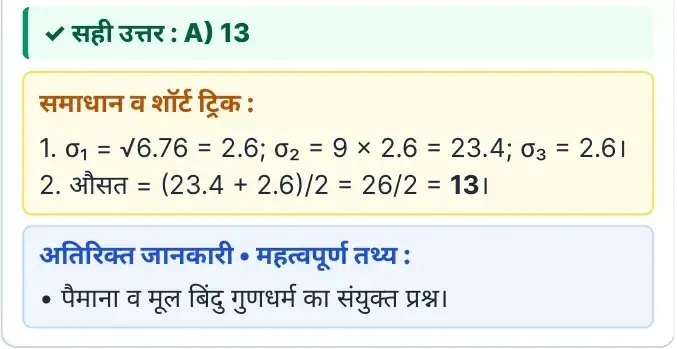 ✓ सही उत्तर : A) 13
समाधान व शॉर्ट ट्रिक :
1. σ₁ = √6.76 = 2.6; σ₂ = 9 × 2.6 = 23.4; σ₃ = 2.6।
2. औसत = (23.4 + 2.6)/2 = 26/2 = 13।
अतिरिक्त जानकारी • महत्वपूर्ण तथ्य :
• पैमाना व मूल बिंदु गुणधर्म का संयुक्त प्रश्न।